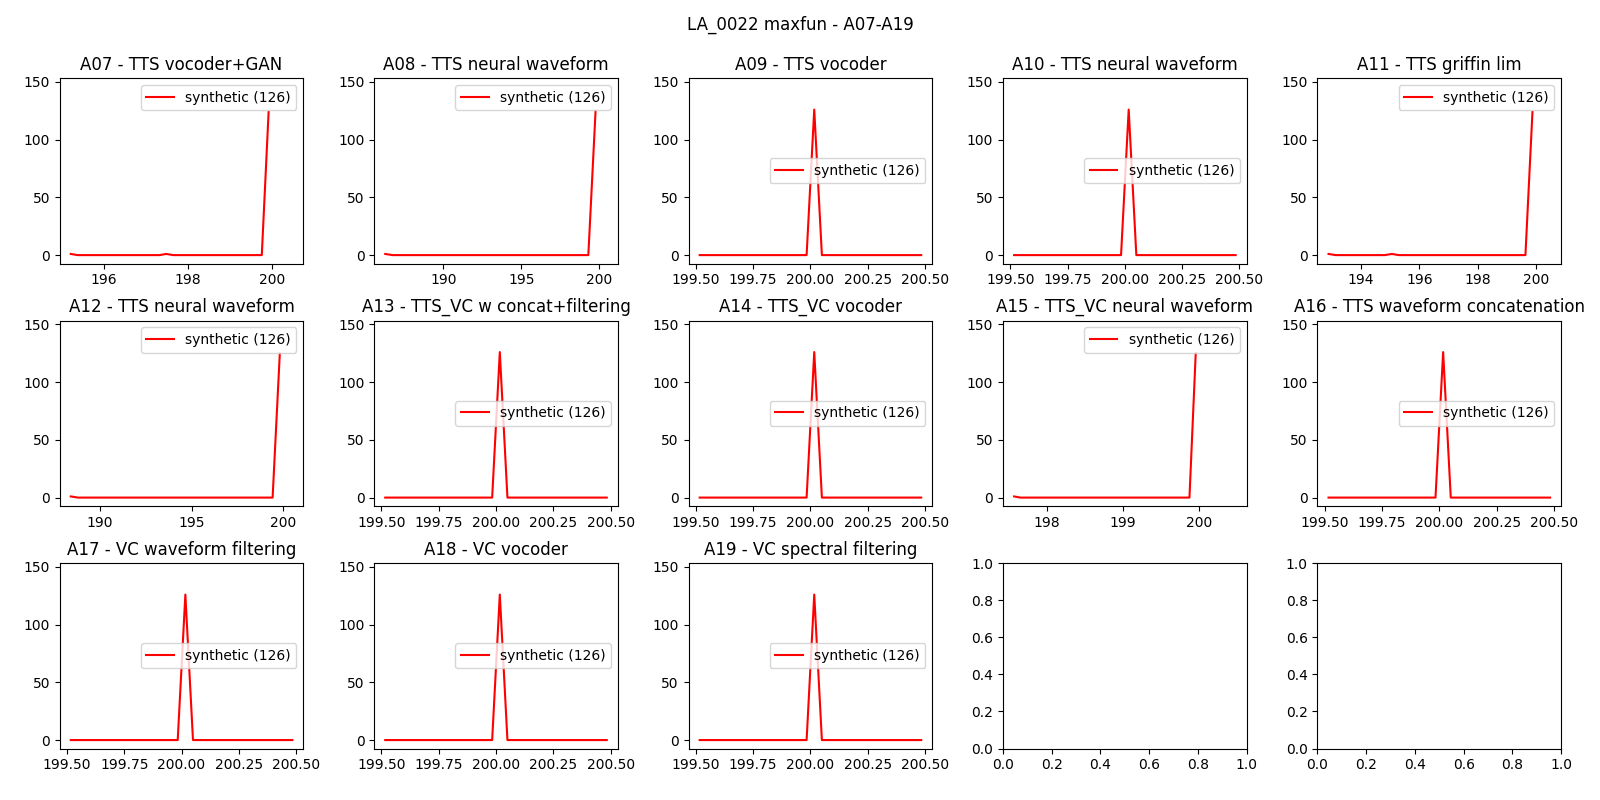 LA_0022 maxfun - A07-A19
A07 - TTS vocoder+GAN
A08 - TTS neural waveform
A09 - TTS vocoder
A10 - TTS neural waveform
A11 - TTS griffin lim
150
100
50
0
synthetic (126)
196 198 200
150
100
50
0
synthetic (126)
190 195 200
150
100
50
0
synthetic (126)
199.50 199.75 200.00 200.25 200.50
150
100
50
0
synthetic (126)
199.50 199.75 200.00 200.25 200.50
150
100
50
0
synthetic (126)
194 196 198 200
A12 - TTS neural waveform
A13 - TTS_VC w concat+filtering
A14 - TTS_VC vocoder
A15 - TTS_VC neural waveform
A16 - TTS waveform concatenation
150
100
50
0
synthetic (126)
190 195 200
150
100
50
0
synthetic (126)
199.50 199.75 200.00 200.25 200.50
150
100
50
0
synthetic (126)
199.50 199.75 200.00 200.25 200.50
150
100
50
0
synthetic (126)
198 199 200
150
100
50
0
synthetic (126)
199.50 199.75 200.00 200.25 200.50
A17 - VC waveform filtering
A18 - VC vocoder
A19 - VC spectral filtering
150
100
50
0
synthetic (126)
199.50 199.75 200.00 200.25 200.50
150
100
50
0
synthetic (126)
199.50 199.75 200.00 200.25 200.50
150
100
50
0
synthetic (126)
199.50 199.75 200.00 200.25 200.50
1.0
0.8
0.6
0.4
0.2
0.0
0.0 0.2 0.4 0.6 0.8 1.0
1.0
0.8
0.6
0.4
0.2
0.0
0.0 0.2 0.4 0.6 0.8 1.0